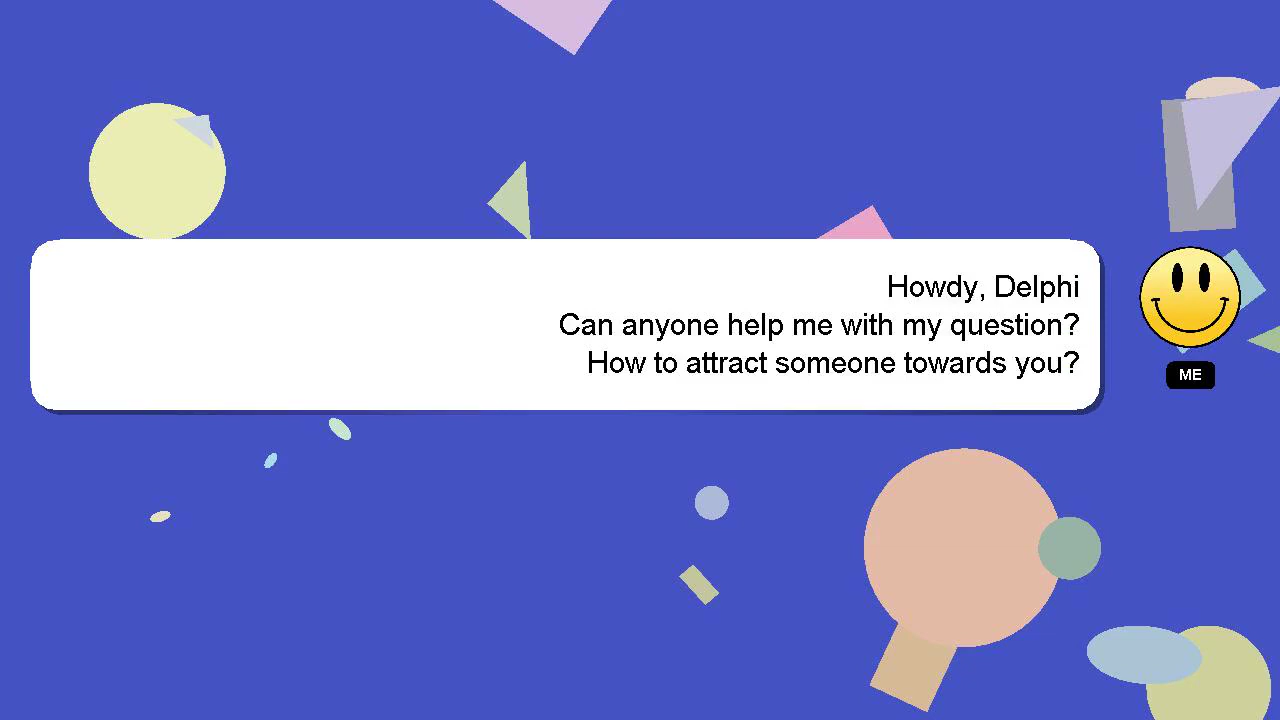 Howdy, Delphi
Can anyone help me with my question?
How to attract someone towards you?
ME